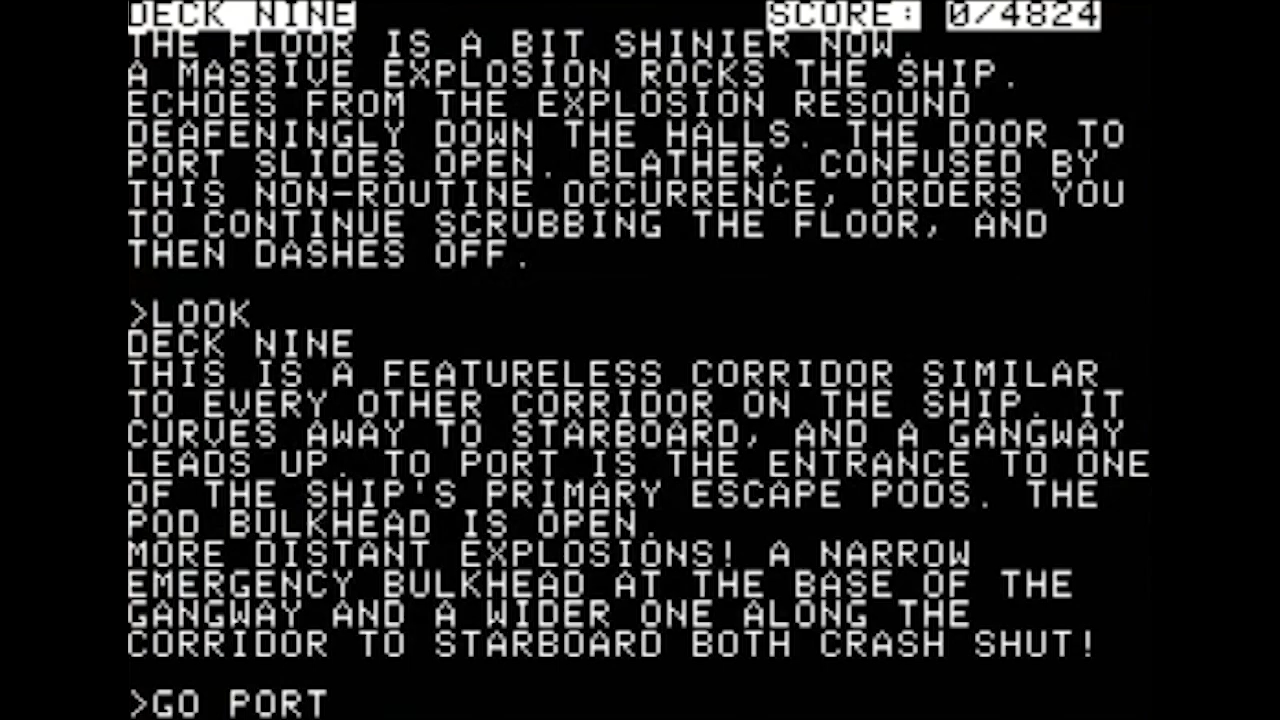 DECK NINE SCORE: 0/4824
THE FLOOR IS A BIT SHINIER NOW.
A MASSIVE EXPLOSION ROCKS THE SHIP.
ECHOES FROM THE EXPLOSION RESOUND
DEAFENINGLY DOWN THE HALLS. THE DOOR TO
PORT SLIDES OPEN. BLATHER, CONFUSED BY
THIS NON-ROUTINE OCCURRENCE, ORDERS YOU
TO CONTINUE SCRUBBING THE FLOOR, AND
THEN DASHES OFF.

>LOOK
DECK NINE
THIS IS A FEATURELESS CORRIDOR SIMILAR
TO EVERY OTHER CORRIDOR ON THE SHIP. IT
CURVES AWAY TO STARBOARD, AND A GANGWAY
LEADS UP. TO PORT IS THE ENTRANCE TO ONE
OF THE SHIP'S PRIMARY ESCAPE PODS. THE
POD BULKHEAD IS OPEN.
MORE DISTANT EXPLOSIONS! A NARROW
EMERGENCY BULKHEAD AT THE BASE OF THE
GANGWAY AND A WIDER ONE ALONG THE
CORRIDOR TO STARBOARD BOTH CRASH SHUT!

>GO PORT